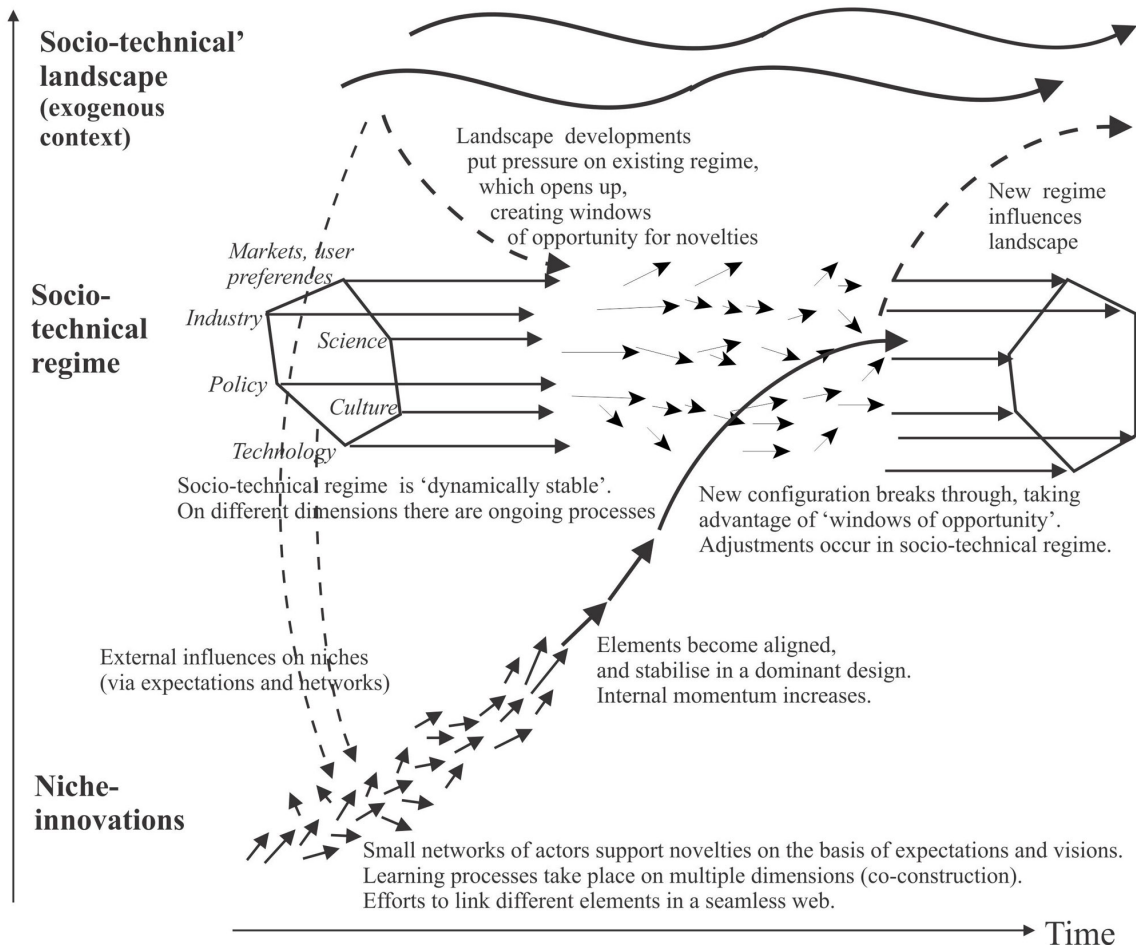 Socio-technical’
landscape
(exogenous
context)
Landscape developments
put pressure on existing regime,
which opens up,
creating windows
of opportunity for novelties
New regime
influences
landscape
Markets, user
preferences
Socio-
technical
regime
Industry
Science
Policy
Culture
Technology
Socio-technical regime is ‘dynamically stable’.
On different dimensions there are ongoing processes
New configuration breaks through, taking
advantage of ‘windows of opportunity’.
Adjustments occur in socio-technical regime.
External influences on niches
(via expectations and networks)
Elements become aligned,
and stabilise in a dominant design.
Internal momentum increases.
Niche-
innovations
Small networks of actors support novelties on the basis of expectations and visions.
Learning processes take place on multiple dimensions (co-construction).
Efforts to link different elements in a seamless web.
Time